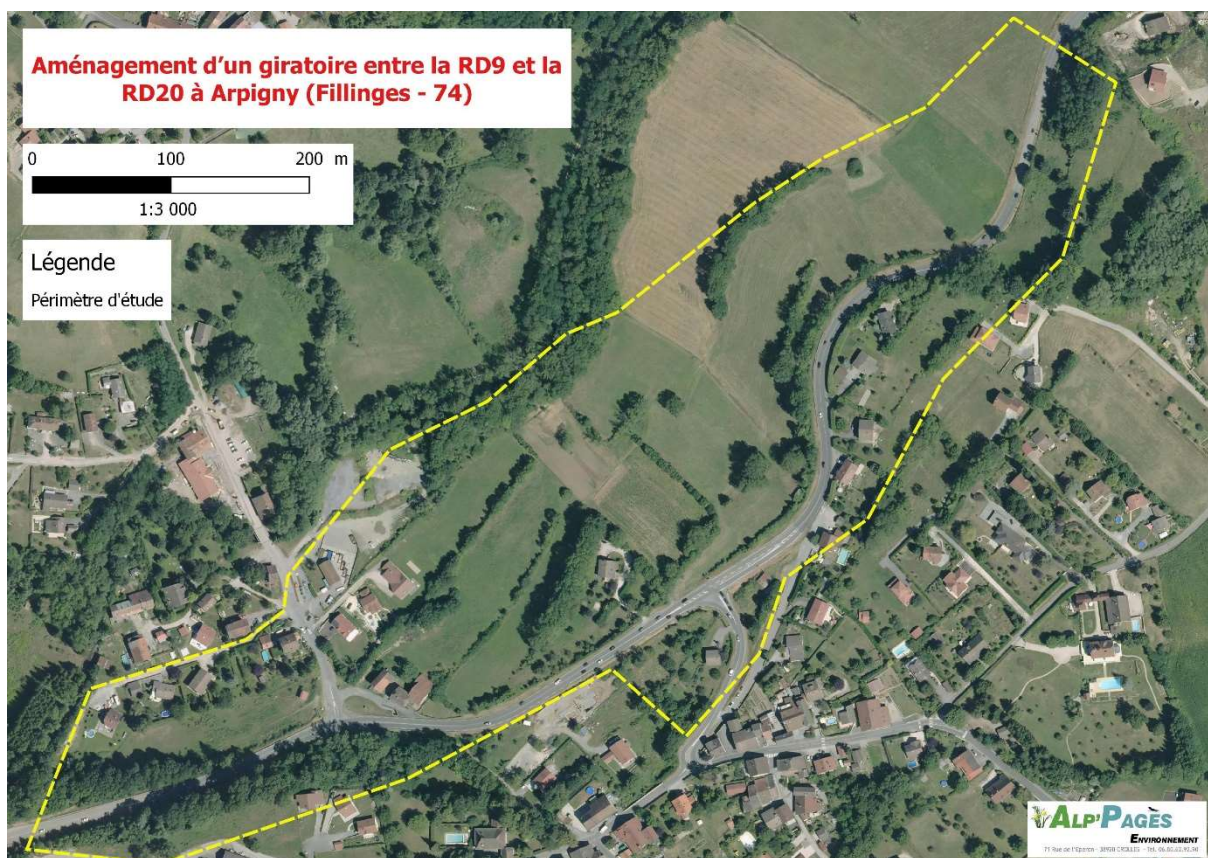 Aménagement d'un giratoire entre la RD9 et la
RD20 à Arpigny (Fillinges - 74)
0 100 200 m
1:3 000
Légende
Périmètre d'étude
ALP'PAGÈS
ENVIRONNEMENT